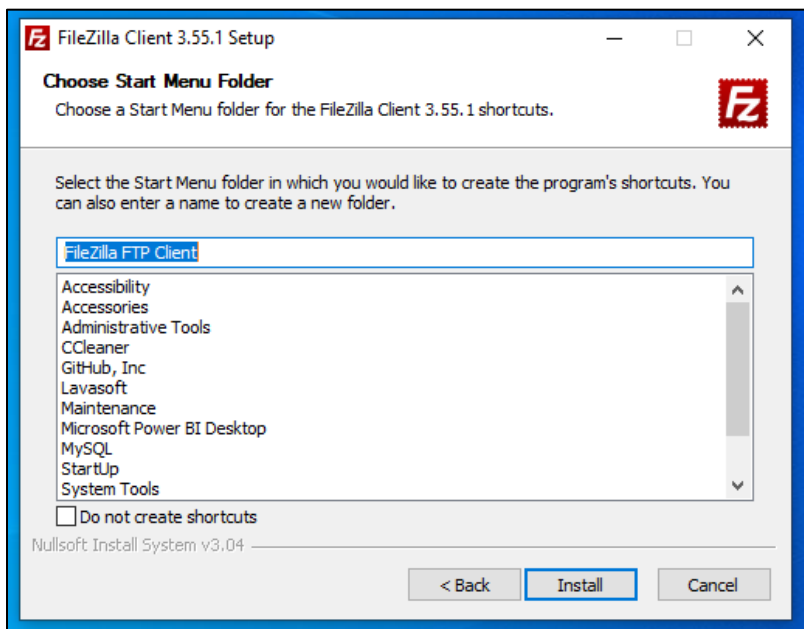 FileZilla Client 3.55.1 Setup
Choose Start Menu Folder
Choose a Start Menu folder for the FileZilla Client 3.55.1 shortcuts.
Fz
Select the Start Menu folder in which you would like to create the program's shortcuts. You
can also enter a name to create a new folder.
FileZilla FTP Client
Accessibility
Accessories
Administrative Tools
CCleaner
GitHub, Inc
Lavasoft
Maintenance
Microsoft Power BI Desktop
MySQL
StartUp
System Tools
Do not create shortcuts
Nullsoft Install System v3.04
< Back Install Cancel